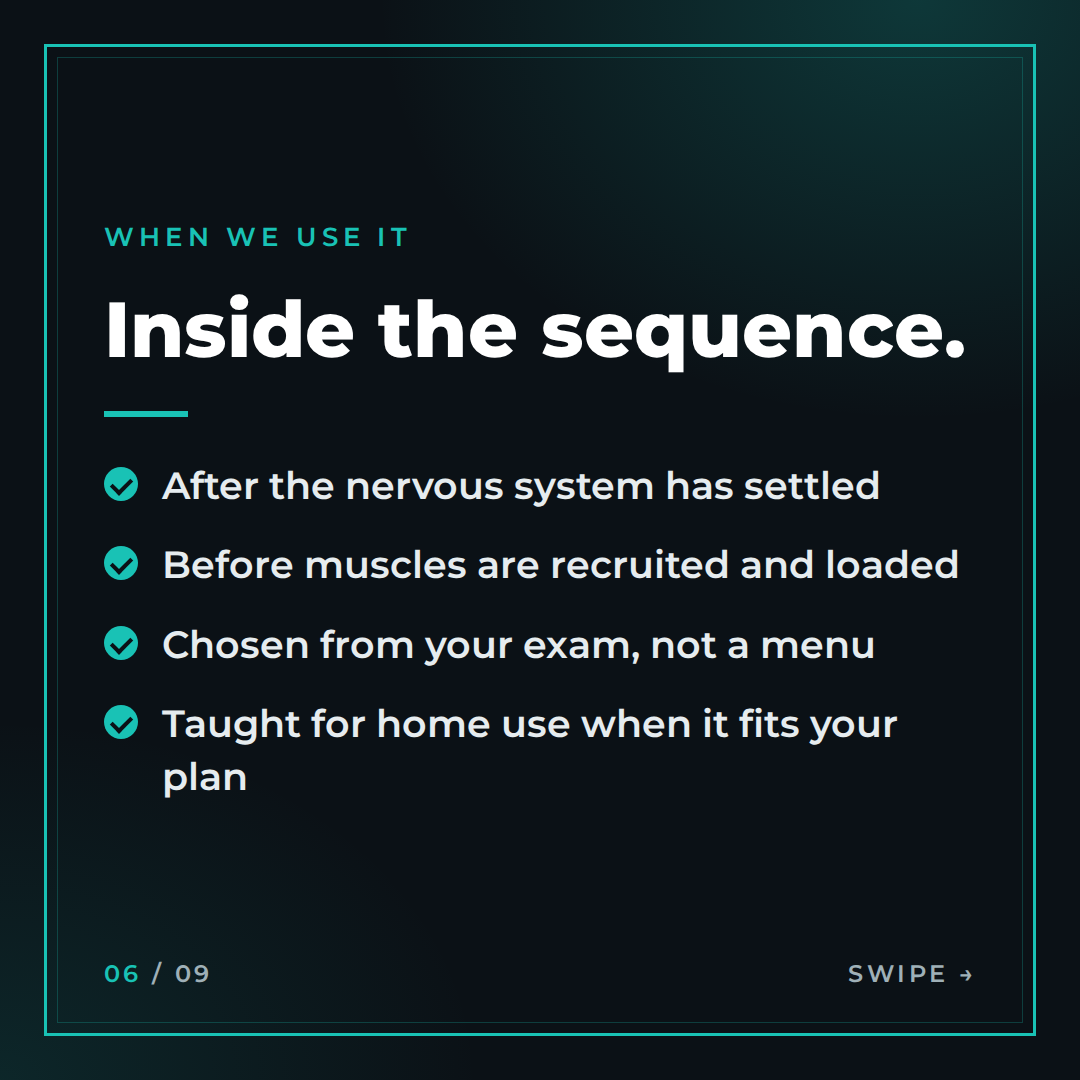 WHEN WE USE IT
Inside the sequence.
After the nervous system has settled
Before muscles are recruited and loaded
Chosen from your exam, not a menu
Taught for home use when it fits your
plan
06 / 09
SWIPE →